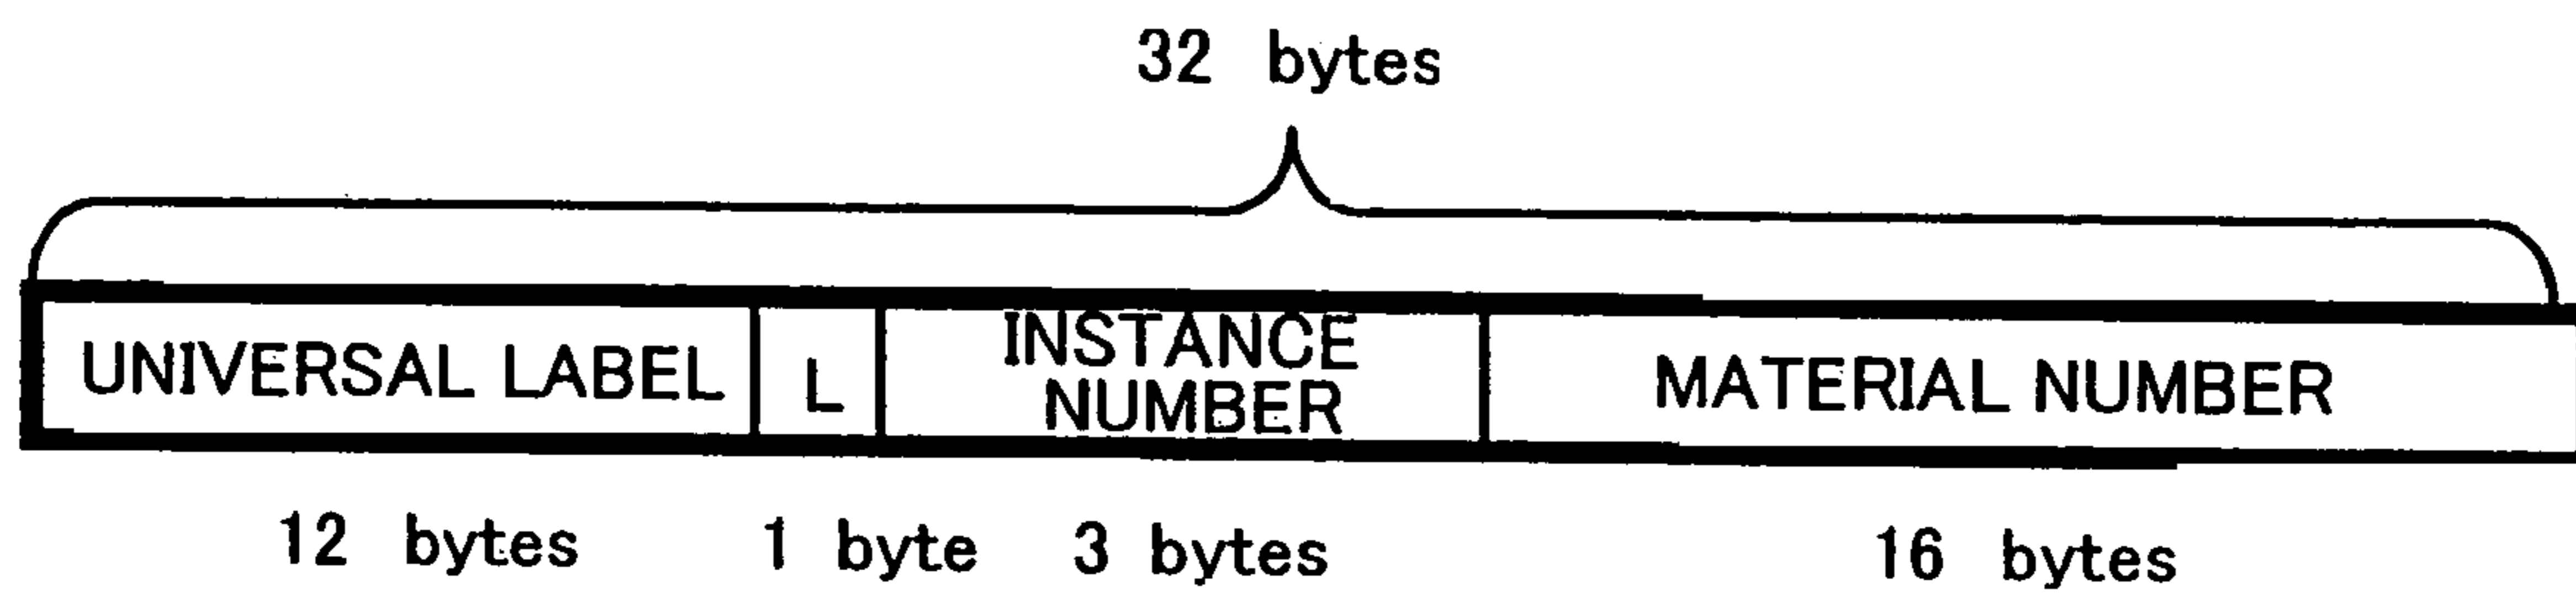 32 bytes
UNIVERSAL LABEL
L
INSTANCE
NUMBER
MATERIAL NUMBER
12 bytes
1 byte
3 bytes
16 bytes